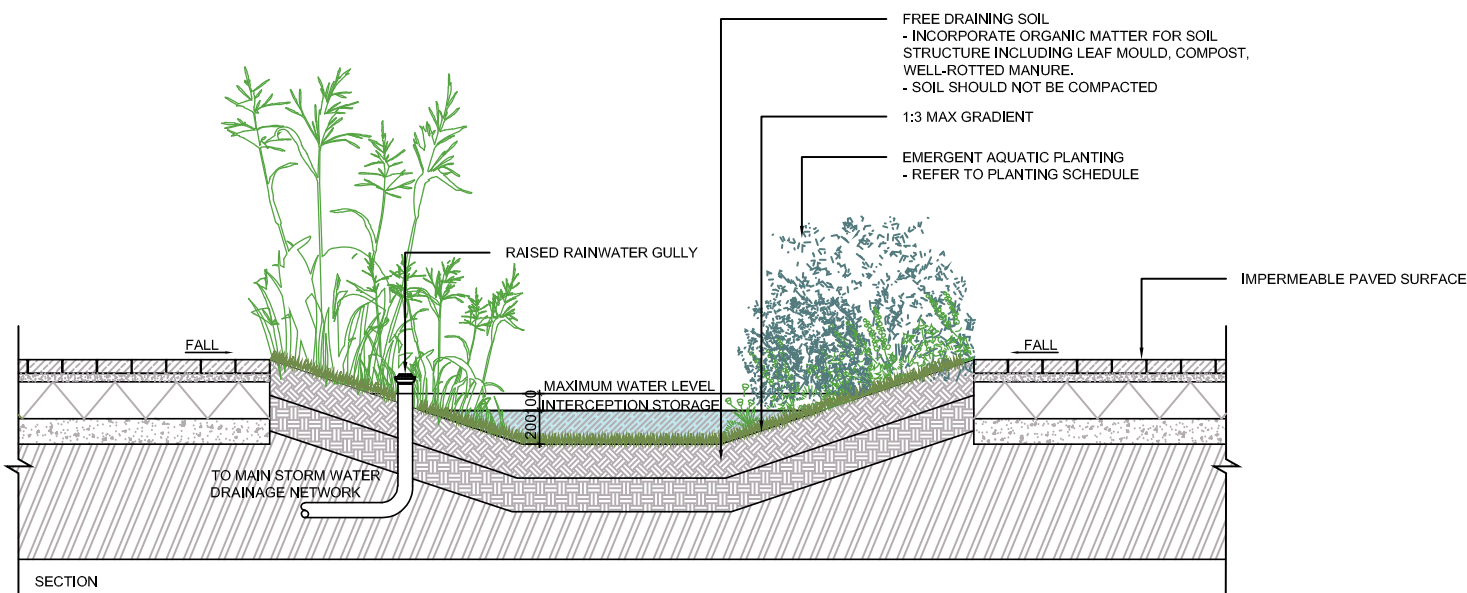 FREE DRAINING SOIL
- INCORPORATE ORGANIC MATTER FOR SOIL
STRUCTURE INCLUDING LEAF MOULD, COMPOST,
WELL-ROTTED MANURE.
- SOIL SHOULD NOT BE COMPACTED
1:3 MAX GRADIENT
EMERGENT AQUATIC PLANTING
- REFER TO PLANTING SCHEDULE
RAISED RAINWATER GULLY
IMPERMEABLE PAVED SURFACE
FALL
FALL
MAXIMUM WATER LEVEL
100
INTERCEPTION STORAGE
200
TO MAIN STORM WATER
DRAINAGE NETWORK
SECTION